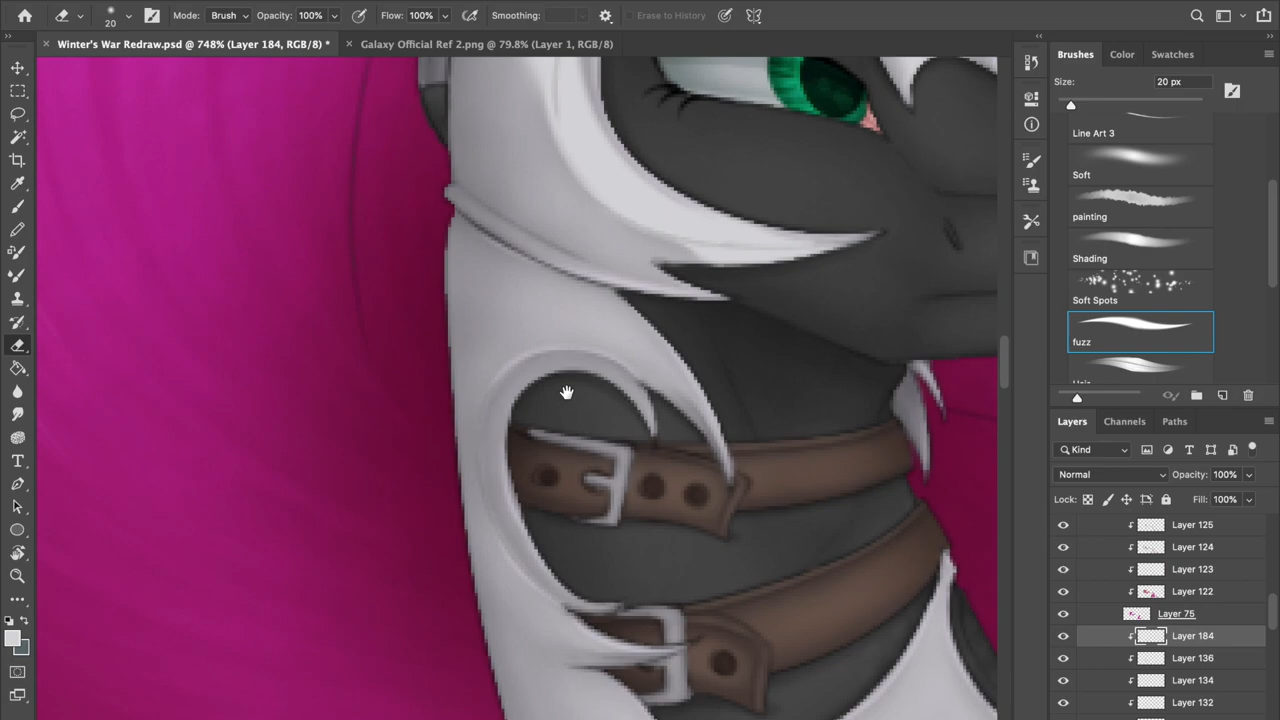 20 Mode: Brush Opacity: 100% Flow: 100% Smoothing: Erase to History
Winter's War Redraw.psd @ 748% (Layer 184, RGB/8) * Galaxy Official Ref 2.png @ 79.8% (Layer 1, RGB/8)
Brushes Color Swatches
Size: 20 px
Line Art 3
Soft
painting
Shading
Soft Spots
fuzz
Hair
Layers Channels Paths
Kind
Normal Opacity: 100%
Lock: Fill: 100%
Layer 125
Layer 124
Layer 123
Layer 122
Layer 75
Layer 184
Layer 136
Layer 134
Layer 132